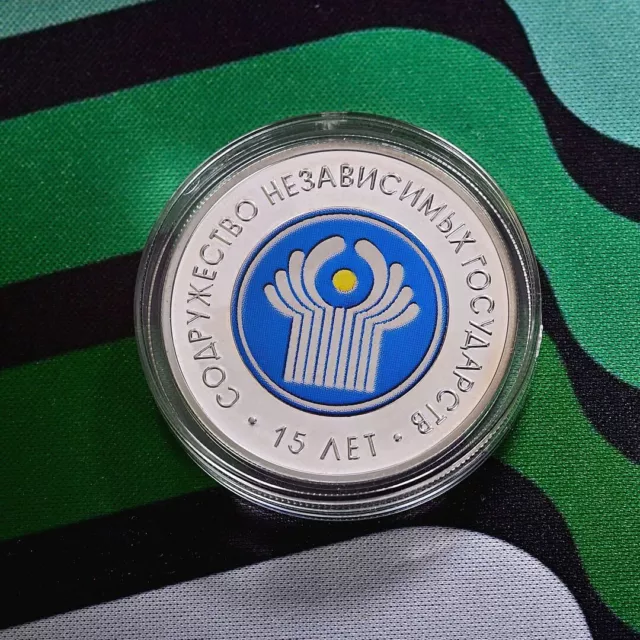 СОДРУЖЕСТВО НЕЗАВИСИМЫХ ГОСУДАРСТВ
· 15 ЛЕТ ·